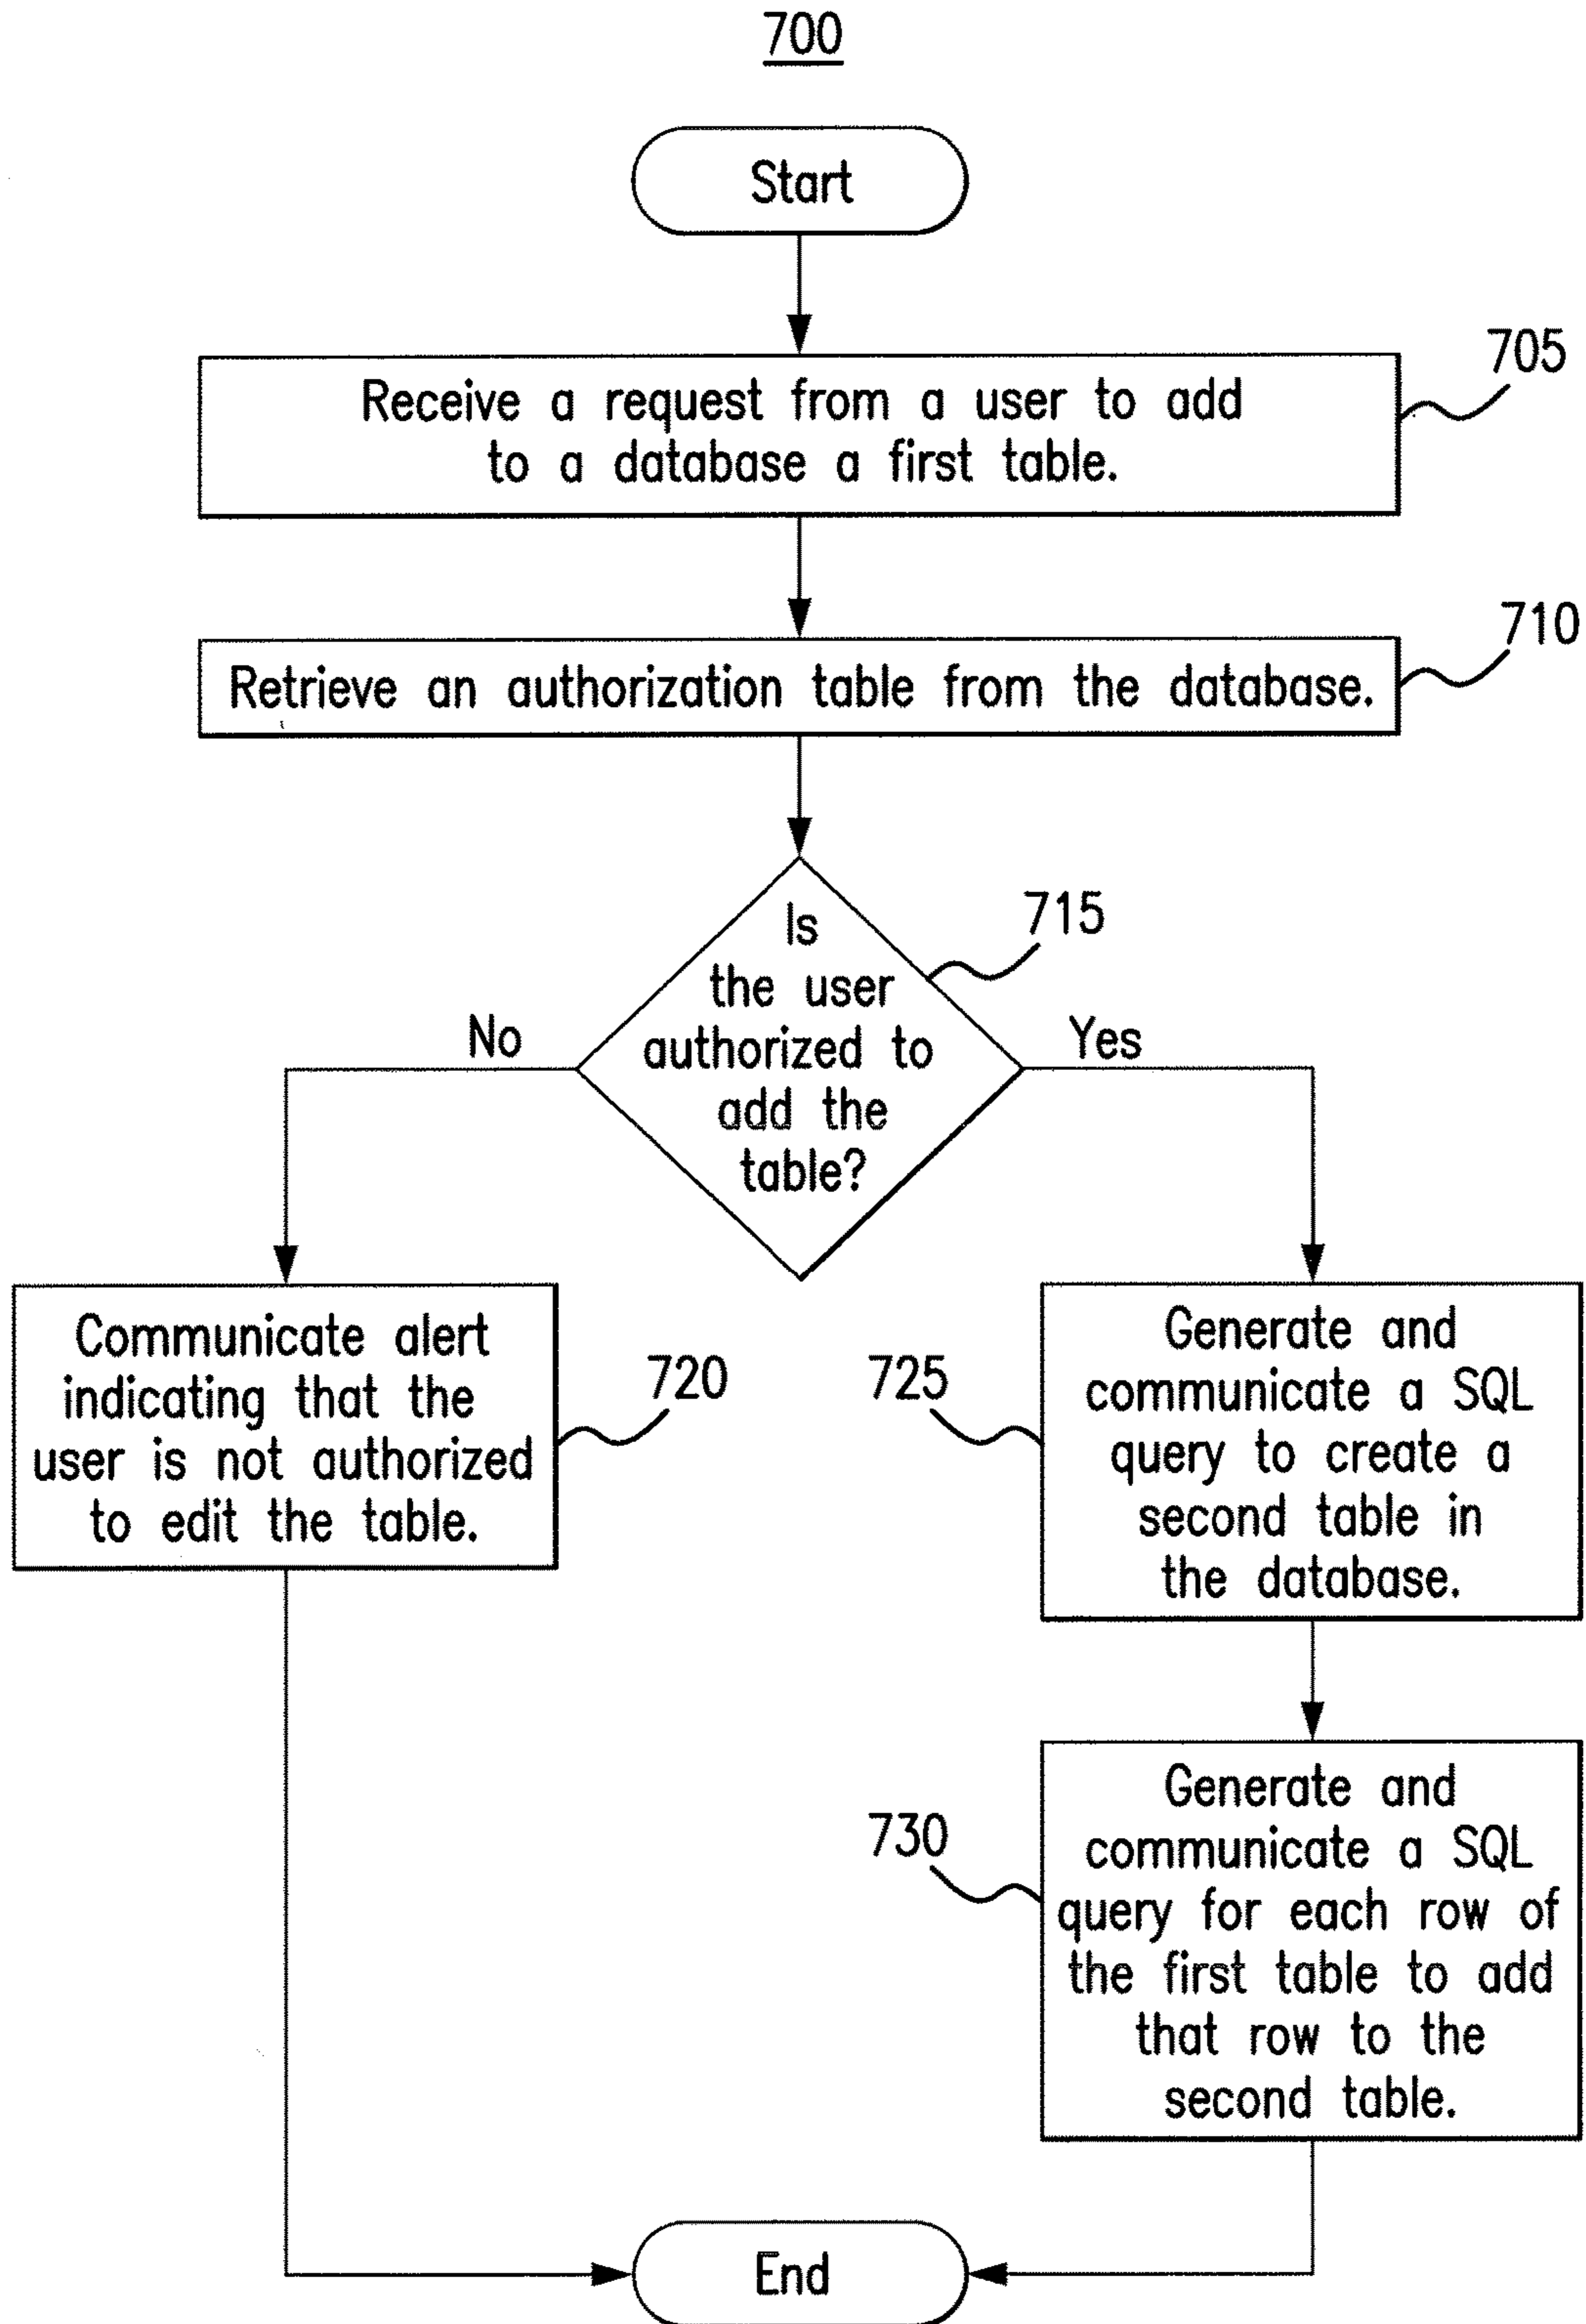 700
Start
705
Receive a request from a user to add
to a database a first table.
710
Retrieve an authorization table from the database.
715
Is
the user
authorized to
add the
table?
No
Yes
Communicate alert
indicating that the
user is not authorized
to edit the table.
720
725
Generate and
communicate a SQL
query to create a
second table in
the database.
730
Generate and
communicate a SQL
query for each row of
the first table to add
that row to the
second table.
End